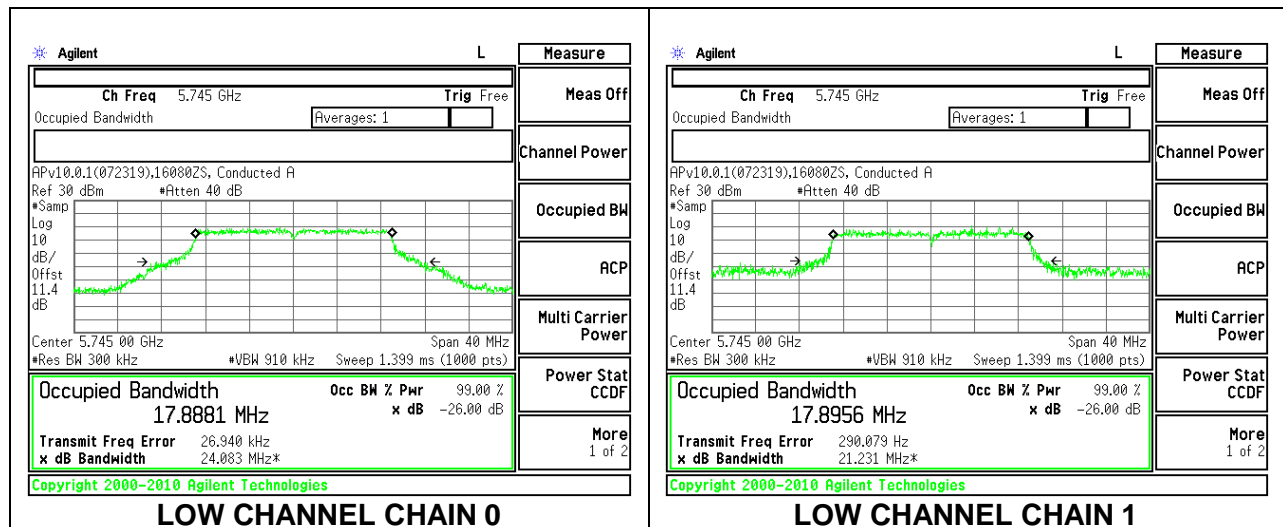 Agilent L Measure
Ch Freq 5.745 GHz Trig Free
Meas Off
Occupied Bandwidth Averages: 1
Channel Power
APv10.0.1(072319),16080ZS, Conducted A
Ref 30 dBm #Atten 40 dB
#Samp
Log
10
dB/
Offst
11.4
dB
Occupied BW
ACP
Multi Carrier
Power
Center 5.745 00 GHz Span 40 MHz
#Res BW 300 kHz #VBW 910 kHz Sweep 1.399 ms (1000 pts)
Power Stat
CCDF
Occupied Bandwidth Occ BW % Pwr 99.00 %
17.8881 MHz x dB -26.00 dB
Transmit Freq Error 26.940 kHz
x dB Bandwidth 24.083 MHz*
More
1 of 2
Copyright 2000-2010 Agilent Technologies
LOW CHANNEL CHAIN 0
Agilent L Measure
Ch Freq 5.745 GHz Trig Free
Meas Off
Occupied Bandwidth Averages: 1
Channel Power
APv10.0.1(072319),16080ZS, Conducted A
Ref 30 dBm #Atten 40 dB
#Samp
Log
10
dB/
Offst
11.4
dB
Occupied BW
ACP
Multi Carrier
Power
Center 5.745 00 GHz Span 40 MHz
#Res BW 300 kHz #VBW 910 kHz Sweep 1.399 ms (1000 pts)
Power Stat
CCDF
Occupied Bandwidth Occ BW % Pwr 99.00 %
17.8956 MHz x dB -26.00 dB
Transmit Freq Error 290.079 Hz
x dB Bandwidth 21.231 MHz*
More
1 of 2
Copyright 2000-2010 Agilent Technologies
LOW CHANNEL CHAIN 1